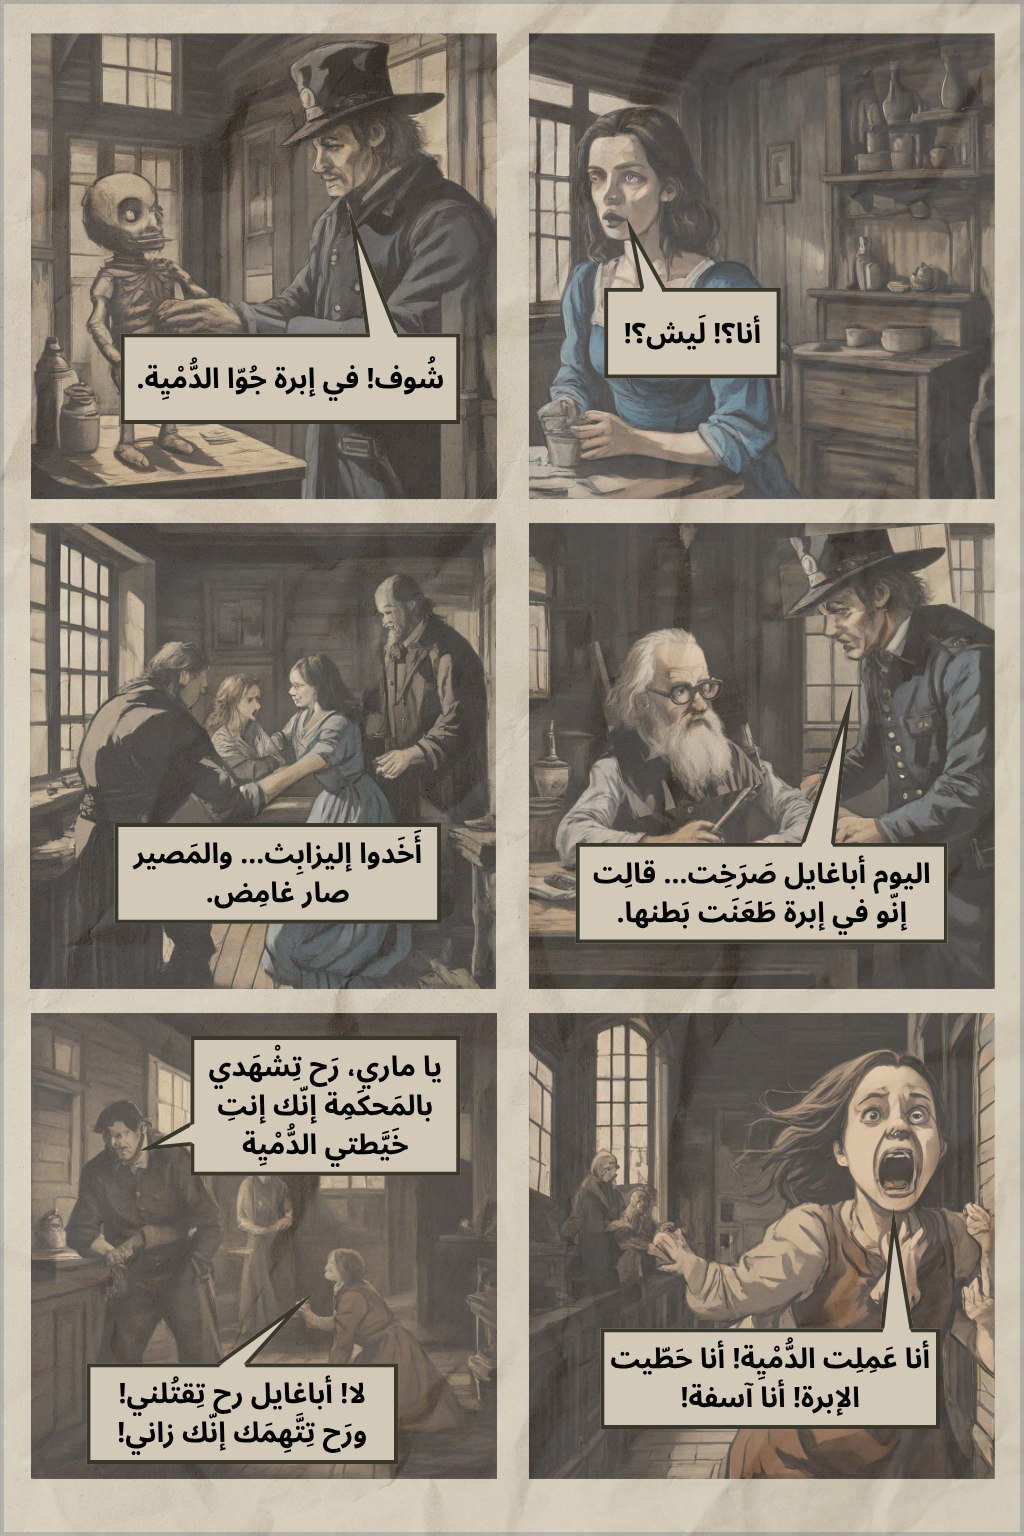 أنا؟! لَيش؟!
شُوف! في إبرة جُوّا الدُّمْيِة.
اليوم أباغايل صَرَخِت... قالِت
إنّو في إبرة طَعَنَت بَطنها.
أَخَدوا إليزابِث... والمَصير
صار غامِض.
أنا عَمِلِت الدُّمْيِة! أنا حَطّيت
الإبرة! أنا آسفة!
يا ماري، رَح تِشْهَدي
بالمَحكَمِة إنّك إنتِ
خَيَّطتي الدُّمْيِة
لا! أباغايل رح تِقتُلني!
ورَح تِتَّهِمَك إنّك زاني!